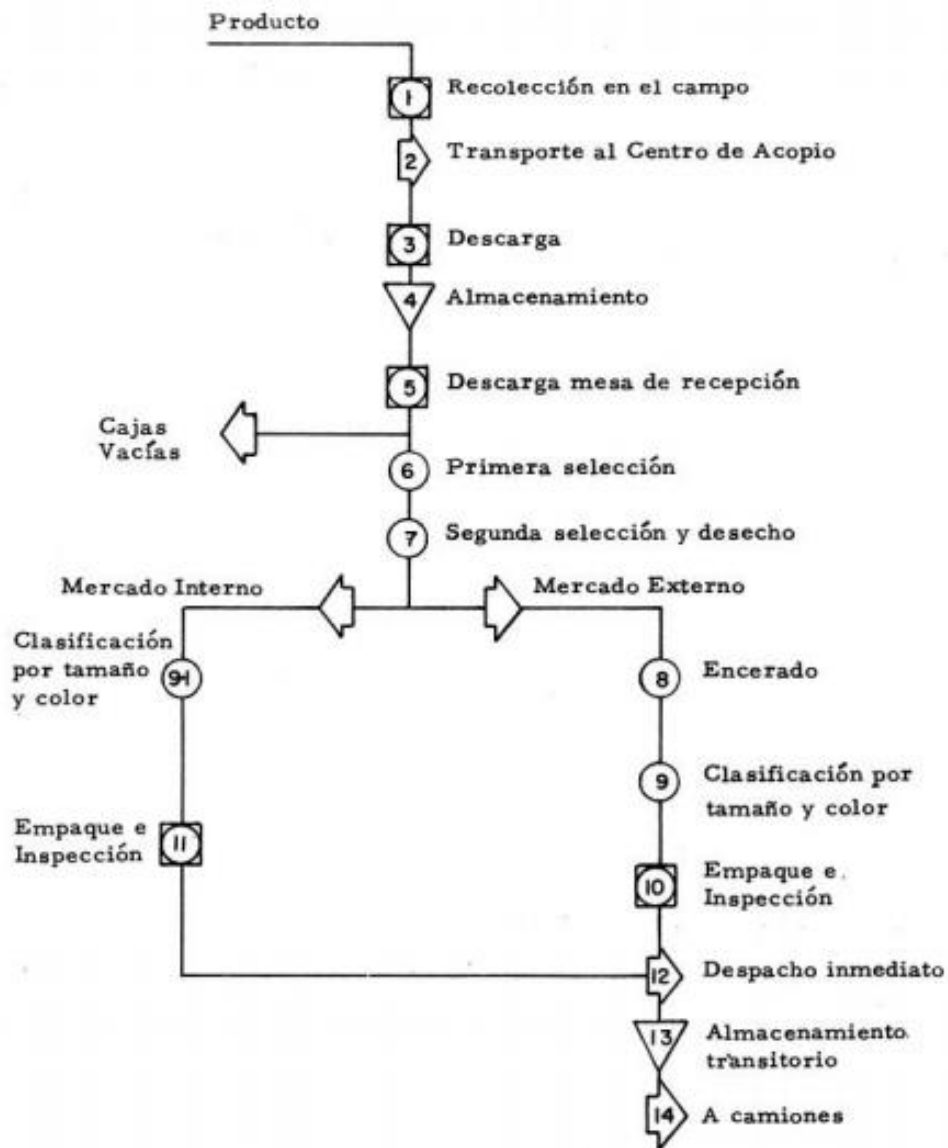 Producto
1
Recolección en el campo
2
Transporte al Centro de Acopio
3
Descarga
4
Almacenamiento
5
Descarga mesa de recepción
Cajas
Vacías
6
Primera selección
7
Segunda selección y desecho
Mercado Interno
Mercado Externo
Clasificación
por tamaño
y color
9-1
8
Encerado
9
Clasificación por
tamaño y color
Empaque e
Inspección
11
10
Empaque e
Inspección
12
Despacho inmediato
13
Almacenamiento
transitorio
14
A camiones